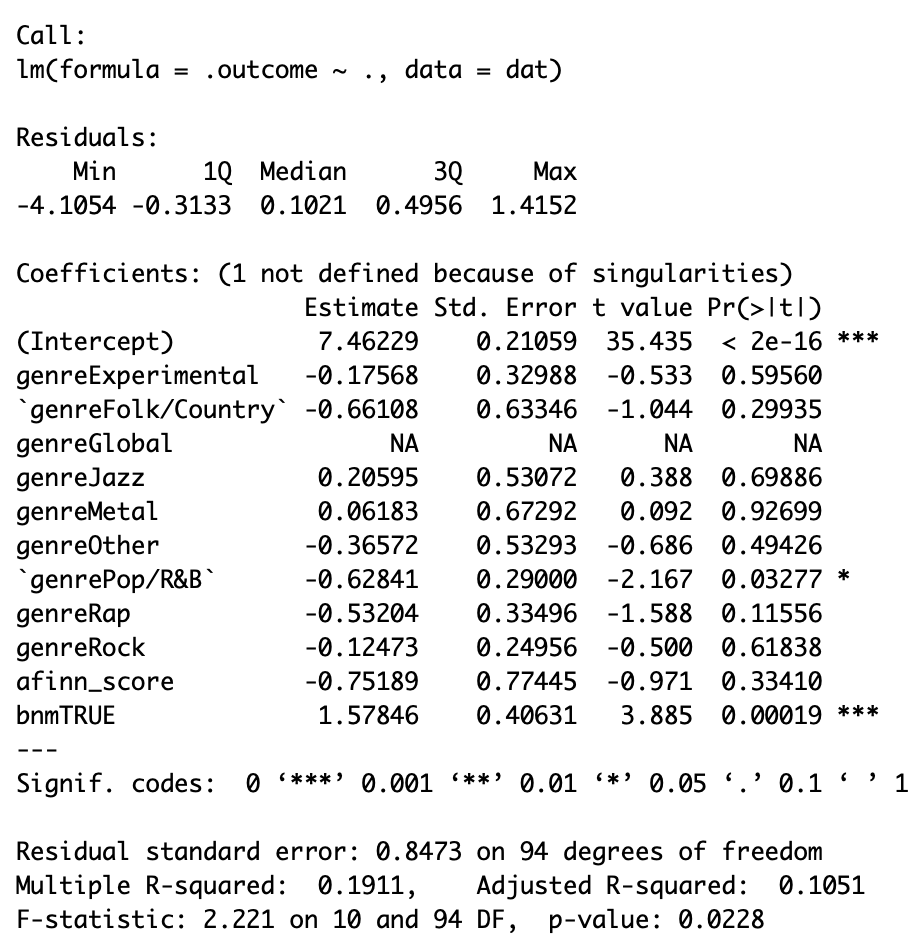 Call:
lm(formula = .outcome ~ ., data = dat)
Residuals:
    Min      1Q  Median      3Q     Max
-4.1054 -0.3133  0.1021  0.4956  1.4152
Coefficients: (1 not defined because of singularities)
                   Estimate Std. Error t value Pr(>|t|)
(Intercept)         7.46229    0.21059  35.435  < 2e-16 ***
genreExperimental  -0.17568    0.32988  -0.533  0.59560
`genreFolk/Country` -0.66108    0.63346  -1.044  0.29935
genreGlobal              NA         NA      NA       NA
genreJazz           0.20595    0.53072   0.388  0.69886
genreMetal          0.06183    0.67292   0.092  0.92699
genreOther         -0.36572    0.53293  -0.686  0.49426
`genrePop/R&B`     -0.62841    0.29000  -2.167  0.03277 *
genreRap           -0.53204    0.33496  -1.588  0.11556
genreRock          -0.12473    0.24956  -0.500  0.61838
afinn_score        -0.75189    0.77445  -0.971  0.33410
bnmTRUE             1.57846    0.40631   3.885  0.00019 ***
---
Signif. codes:  0 ‘***’ 0.001 ‘**’ 0.01 ‘*’ 0.05 ‘.’ 0.1 ‘ ’ 1
Residual standard error: 0.8473 on 94 degrees of freedom
Multiple R-squared:  0.1911,    Adjusted R-squared:  0.1051
F-statistic: 2.221 on 10 and 94 DF,  p-value: 0.0228